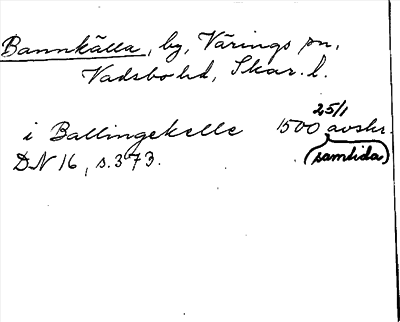 Bannkälla, by, Värings sn,
Vadsbo hd, Skar. l.
25/1
i Ballingekelle 1500 avskr.
DN 16, s. 373. (samtida)